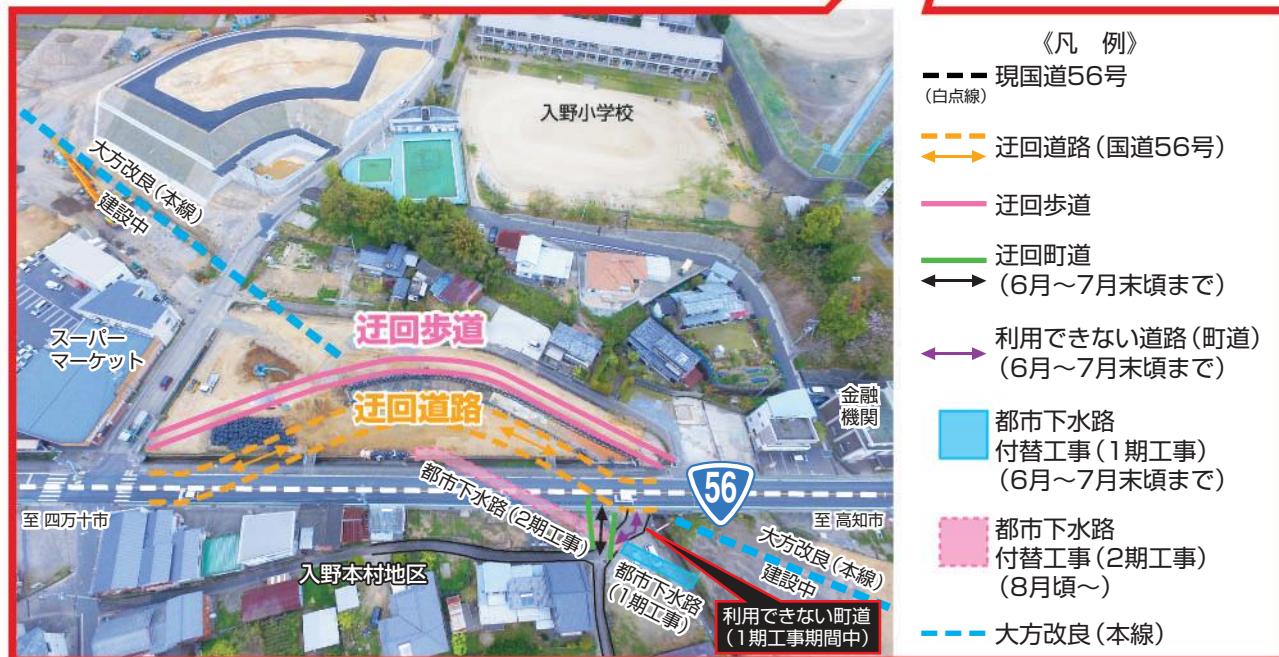 入野小学校
大方改良(本線)
建設中
スーパー
マーケット
迂回歩道
迂回道路
金融
機関
都市下水路(2期工事)
56
至 四万十市
至 高知市
入野本村地区
都市下水路
(1期工事)
大方改良(本線)
建設中
利用できない町道
(1期工事期間中)
《凡 例》
現国道56号
(白点線)
迂回道路(国道56号)
迂回歩道
迂回町道
(6月~7月末頃まで)
利用できない道路(町道)
(6月~7月末頃まで)
都市下水路
付替工事(1期工事)
(6月~7月末頃まで)
都市下水路
付替工事(2期工事)
(8月頃~)
大方改良(本線)